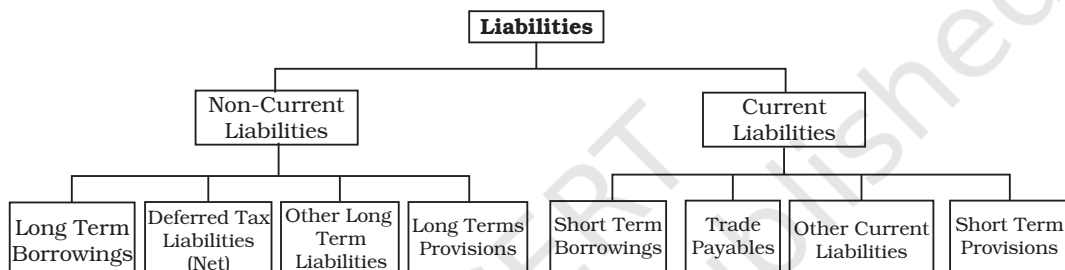 Liabilities
Non-Current
Liabilities
Current
Liabilities
Long Term
Borrowings
Deferred Tax
Liabilities
(Net)
Other Long
Term
Liabilities
Long Terms
Provisions
Short Term
Borrowings
Trade
Payables
Other Current
Liabilities
Short Term
Provisions